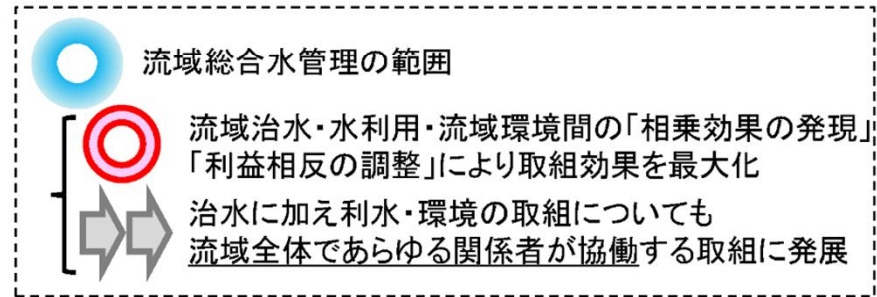 流域総合水管理の範囲
流域治水・水利用・流域環境間の「相乗効果の発現」
「利益相反の調整」により取組効果を最大化
治水に加え利水・環境の取組についても
流域全体であらゆる関係者が協働する取組に発展